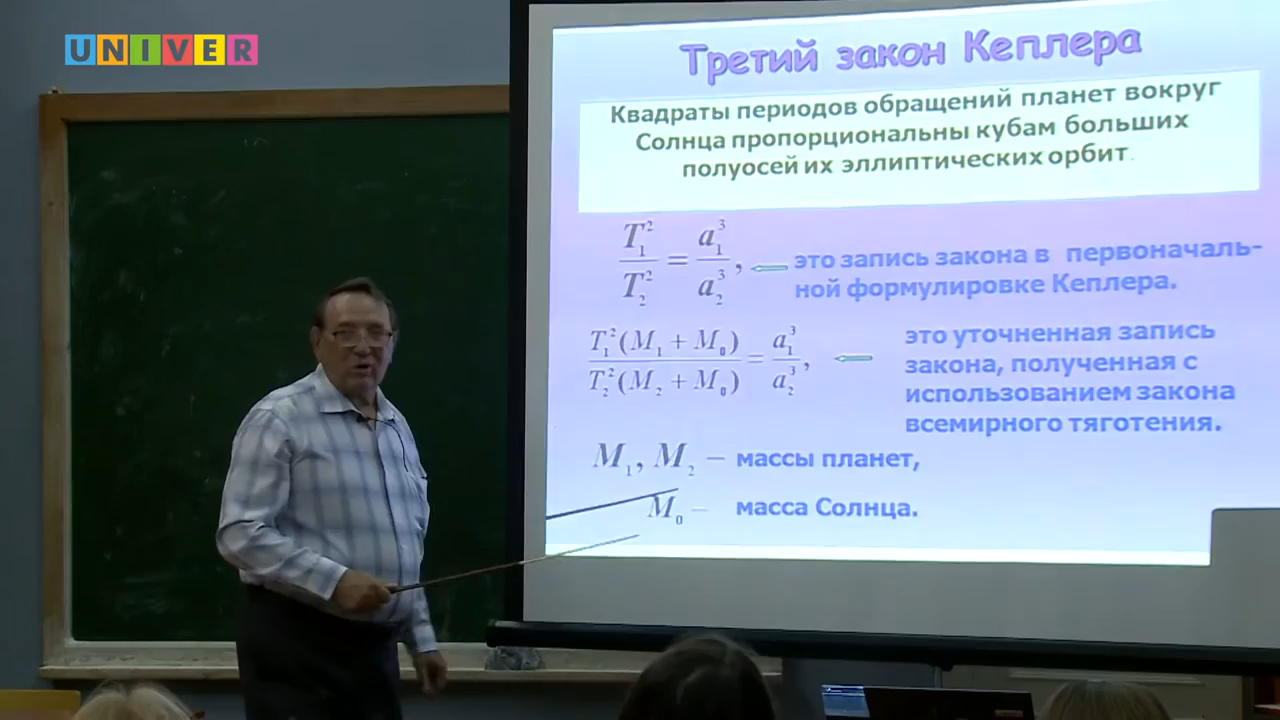 UNIVER
Третий закон Кеплера
Квадраты периодов обращений планет вокруг
Солнца пропорциональны кубам больших
полуосей их эллиптических орбит.
T₁²/T₂² = a₁³/a₂³,
это запись закона в первоначаль-
ной формулировке Кеплера.
T₁²(M₁ + M₀)/T₂²(M₂ + M₀) = a₁³/a₂³,
это уточненная запись
закона, полученная с
использованием закона
всемирного тяготения.
M₁, M₂ – массы планет,
M₀ – масса Солнца.